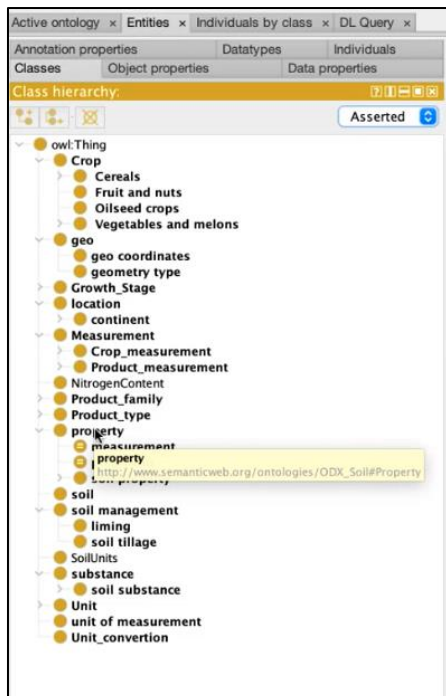 Active ontology × Entities × Individuals by class × DL Query ×
Annotation properties Datatypes Individuals
Classes Object properties Data properties
Class hierarchy:
Asserted
owl:Thing
Crop
Cereals
Fruit and nuts
Oilseed crops
Vegetables and melons
geo
geo coordinates
geometry type
Growth_Stage
location
continent
Measurement
Crop_measurement
Product_measurement
NitrogenContent
Product_family
Product_type
property
measurement
property
http://www.semanticweb.org/ontologies/ODX_Soil#Property
soil property
soil
soil management
liming
soil tillage
SoilUnits
substance
soil substance
Unit
unit of measurement
Unit_convertion